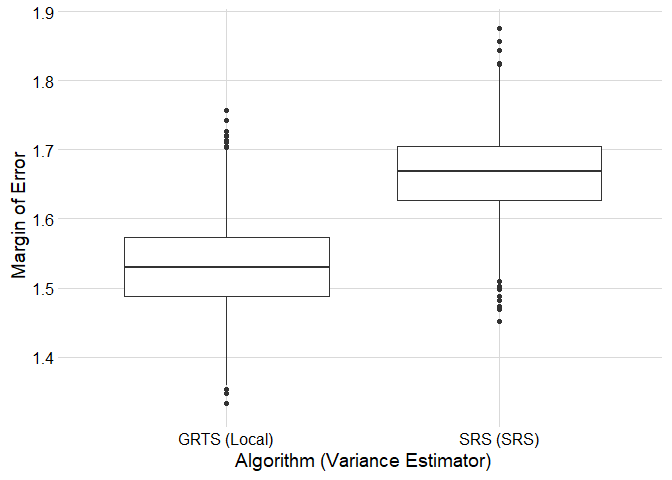 1.9
1.8
1.7
1.6
1.5
1.4
Margin of Error
GRTS (Local) SRS (SRS)
Algorithm (Variance Estimator)